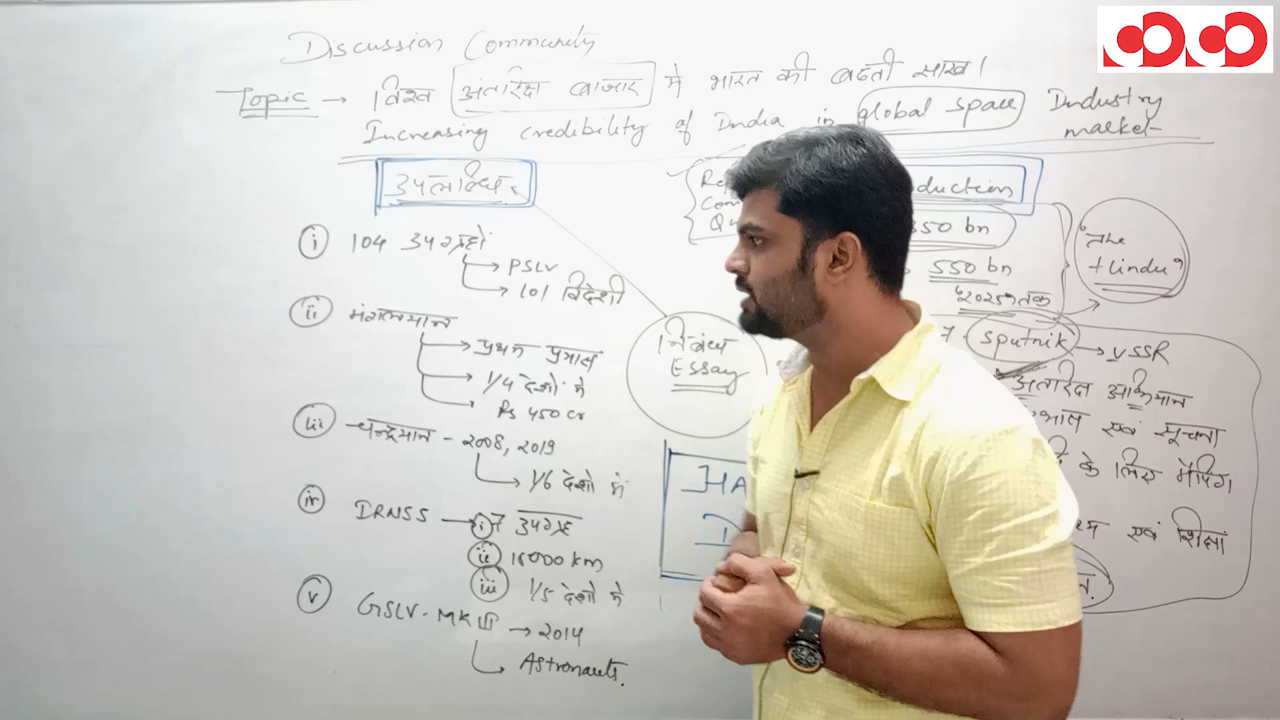 Discussion Community
Topic → विश्व अंतरिक्ष बाजार में भारत की बढती साख।
Increasing credibility of India in global space Industry market
उपलब्धियां
duction
350 bn
550 bn
2025 तक
"The Hindu"
(i) 104 उपग्रहों
→ PSLV
→ 101 विदेशी
(ii) मंगलयान
→ प्रथम प्रयास
→ 1/4 देशों में
→ Rs 450 cr
निबंध
Essay
7 Sputnik → USSR
अंतरिक्ष
एवं सूचना
के लिए मैपिंग
एवं शिक्षा
(iii) चन्द्रयान - 2008, 2019
→ 1/6 देशों में
(iv) IRNSS → (i) 7 उपग्रह
(ii) 18000 km
(iii) 1/5 देशों में
(v) GSLV-MK III → 2014
→ Astronauts.